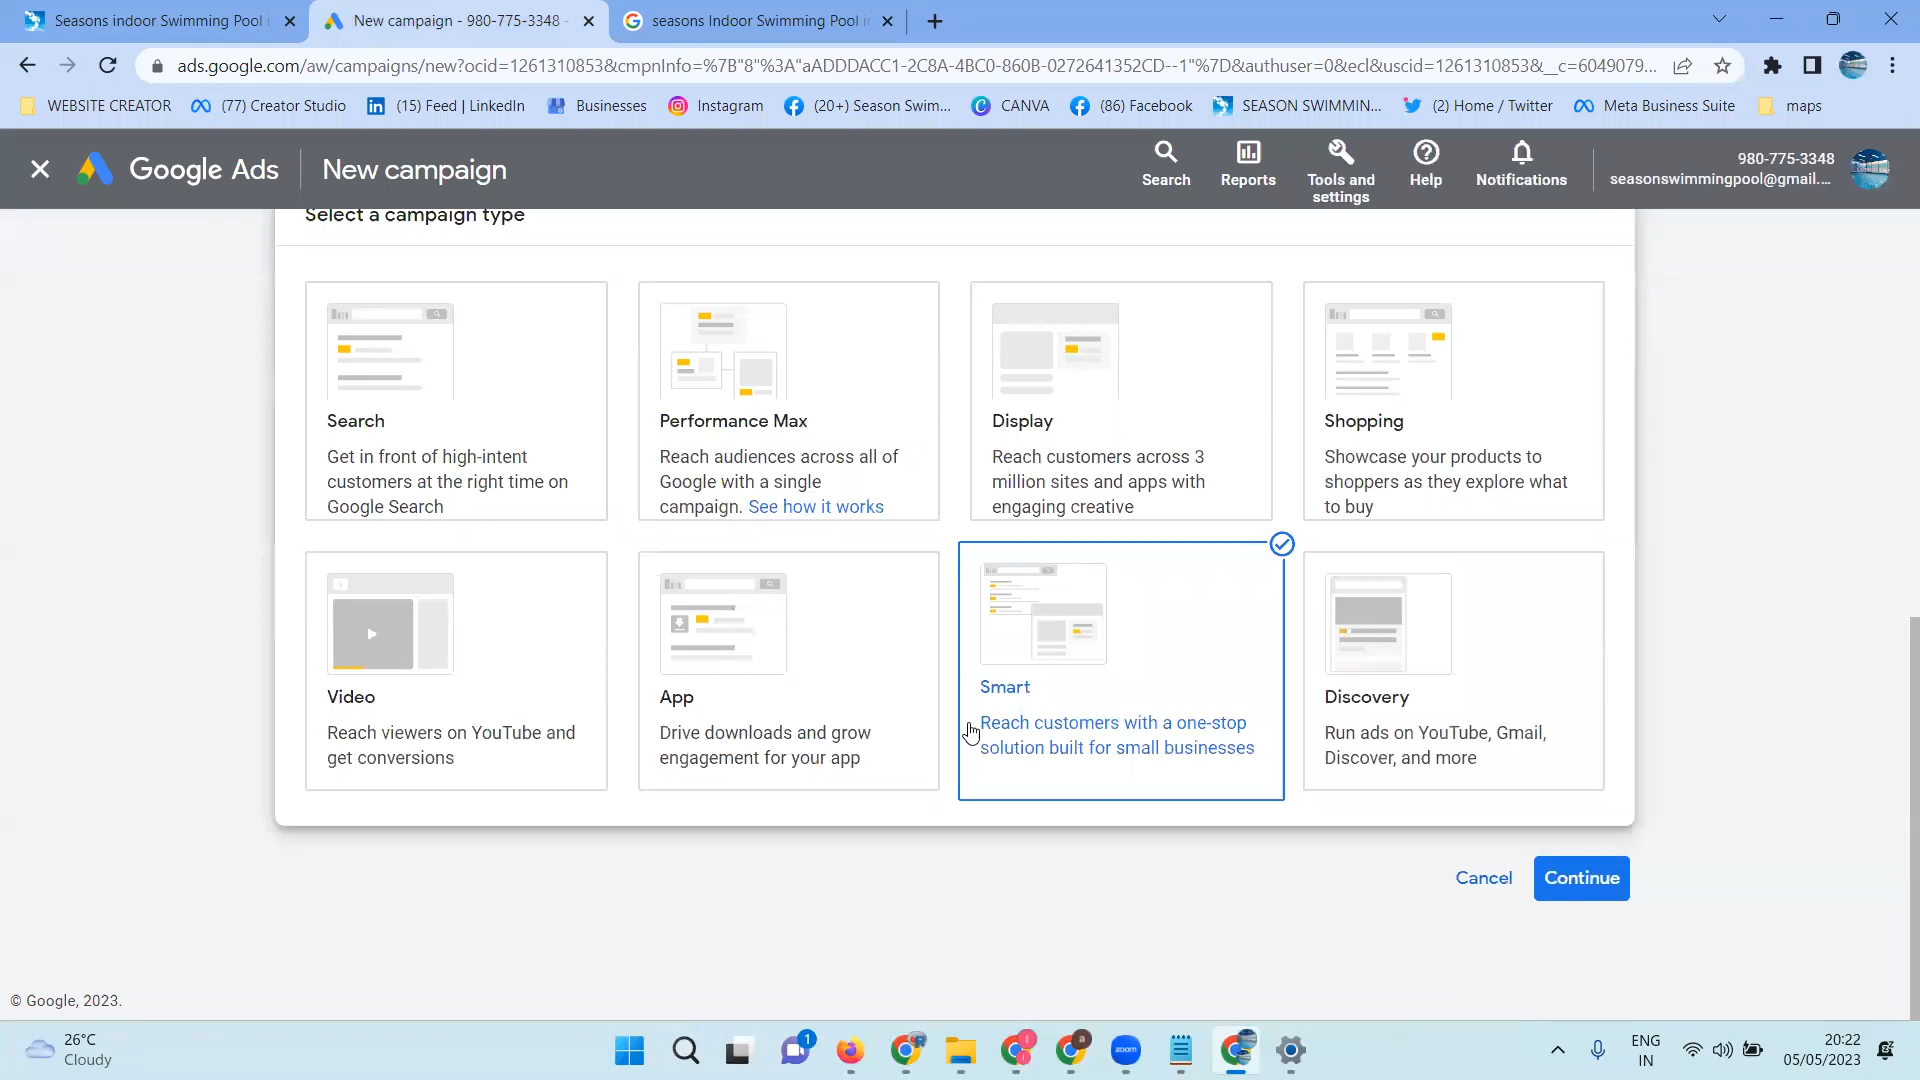 Seasons indoor Swimming Pool i
New campaign - 980-775-3348 -
seasons Indoor Swimming Pool in
ads.google.com/aw/campaigns/new?ocid=1261310853&cmpnInfo=%7B"8"%3A"aADDDACC1-2C8A-4BC0-860B-0272641352CD--1"%7D&authuser=0&ecl&uscid=1261310853&__c=6049079...
WEBSITE CREATOR
(77) Creator Studio
(15) Feed | LinkedIn
Businesses
Instagram
(20+) Season Swim...
CANVA
(86) Facebook
SEASON SWIMMIN...
(2) Home / Twitter
Meta Business Suite
maps
Google Ads
New campaign
Search
Reports
Tools and
settings
Help
Notifications
980-775-3348
seasonswimmingpool@gmail....
Select a campaign type
Search
Get in front of high-intent
customers at the right time on
Google Search
Performance Max
Reach audiences across all of
Google with a single
campaign. See how it works
Display
Reach customers across 3
million sites and apps with
engaging creative
Shopping
Showcase your products to
shoppers as they explore what
to buy
Video
Reach viewers on YouTube and
get conversions
App
Drive downloads and grow
engagement for your app
Smart
Reach customers with a one-stop
solution built for small businesses
Discovery
Run ads on YouTube, Gmail,
Discover, and more
Cancel
Continue
© Google, 2023.
26°C
Cloudy
1
zoom
ENG
IN
20:22
05/05/2023